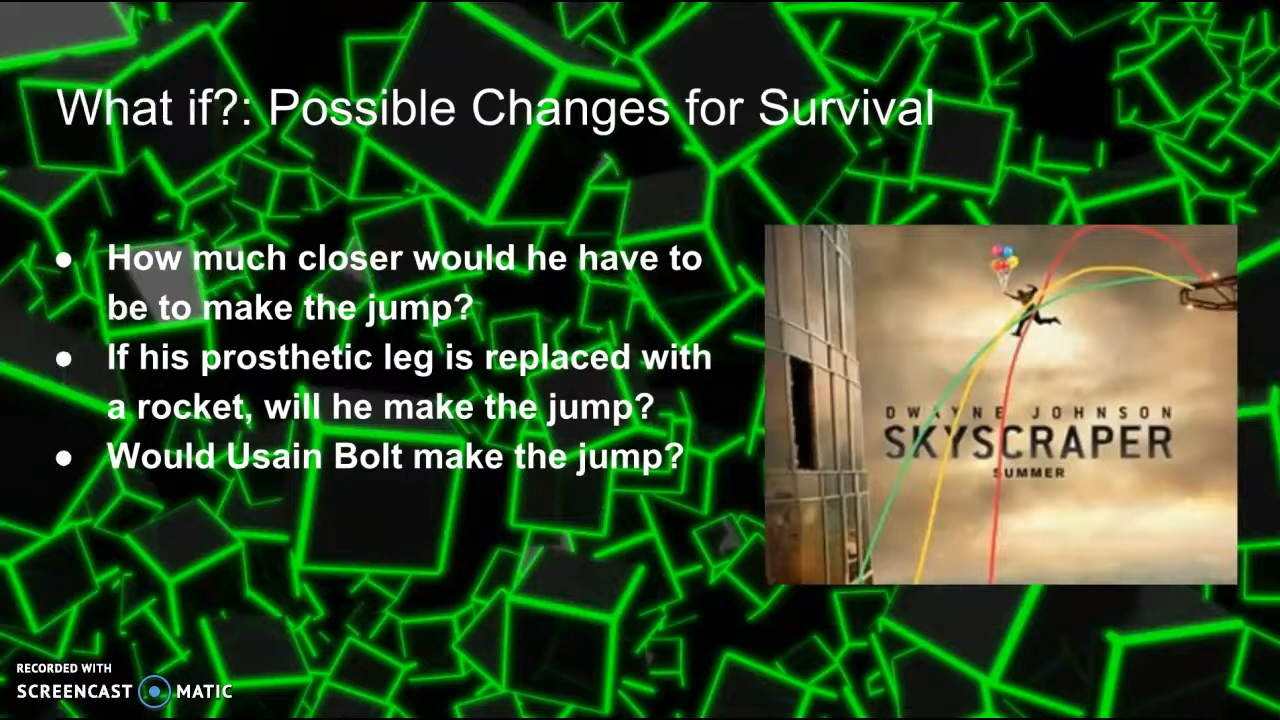 What if?: Possible Changes for Survival
● How much closer would he have to
be to make the jump?
● If his prosthetic leg is replaced with
a rocket, will he make the jump?
● Would Usain Bolt make the jump?
DWAYNE JOHNSON
SKYSCRAPER
SUMMER
RECORDED WITH
SCREENCAST MATIC